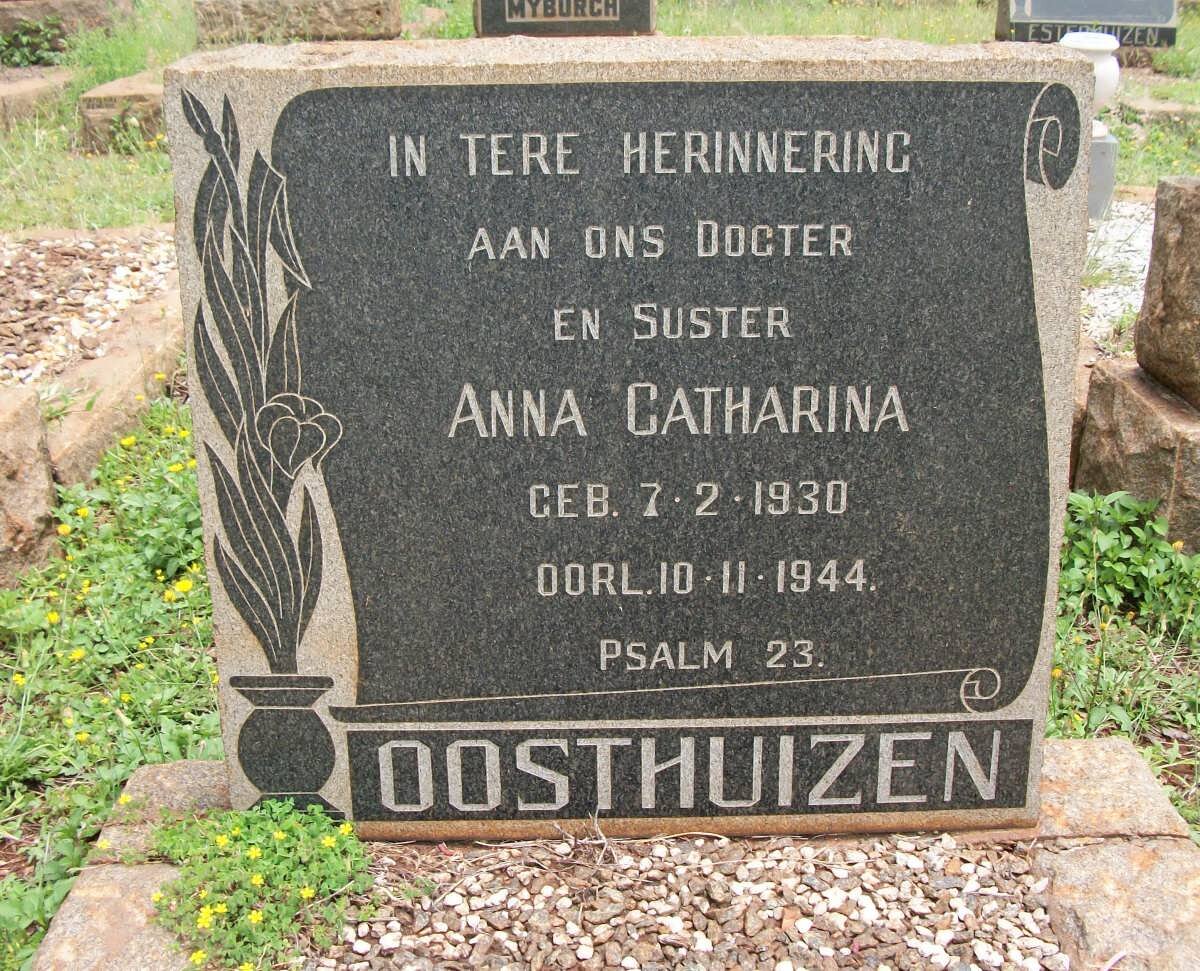 MYBURGH
ESTERHUIZEN
IN TERE HERINNERING
AAN ONS DOGTER
EN SUSTER
ANNA CATHARINA
GEB. 7·2·1930
OORL. 10·11·1944.
PSALM 23.
OOSTHUIZEN